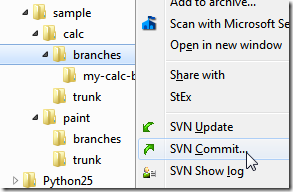 sample
calc
branches
my-calc-b
trunk
paint
branches
trunk
Python25
Add to archive...
Scan with Microsoft Se
Open in new window
Share with
StEx
SVN Update
SVN Commit...
SVN Show log